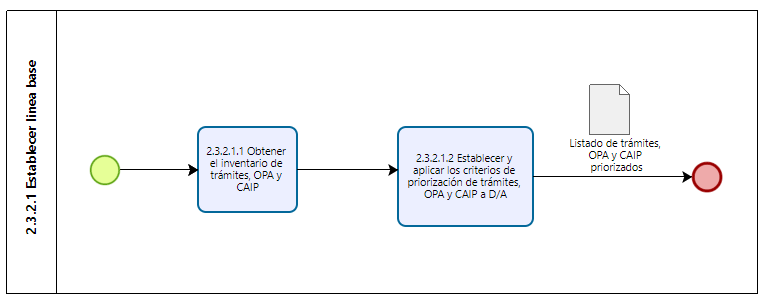 2.3.2.1 Establecer linea base
2.3.2.1.1 Obtener
el inventario de
trámites, OPA y
CAIP
2.3.2.1.2 Establecer y
aplicar los criterios de
priorización de trámites,
OPA y CAIP a D/A
Listado de trámites,
OPA y CAIP
priorizados